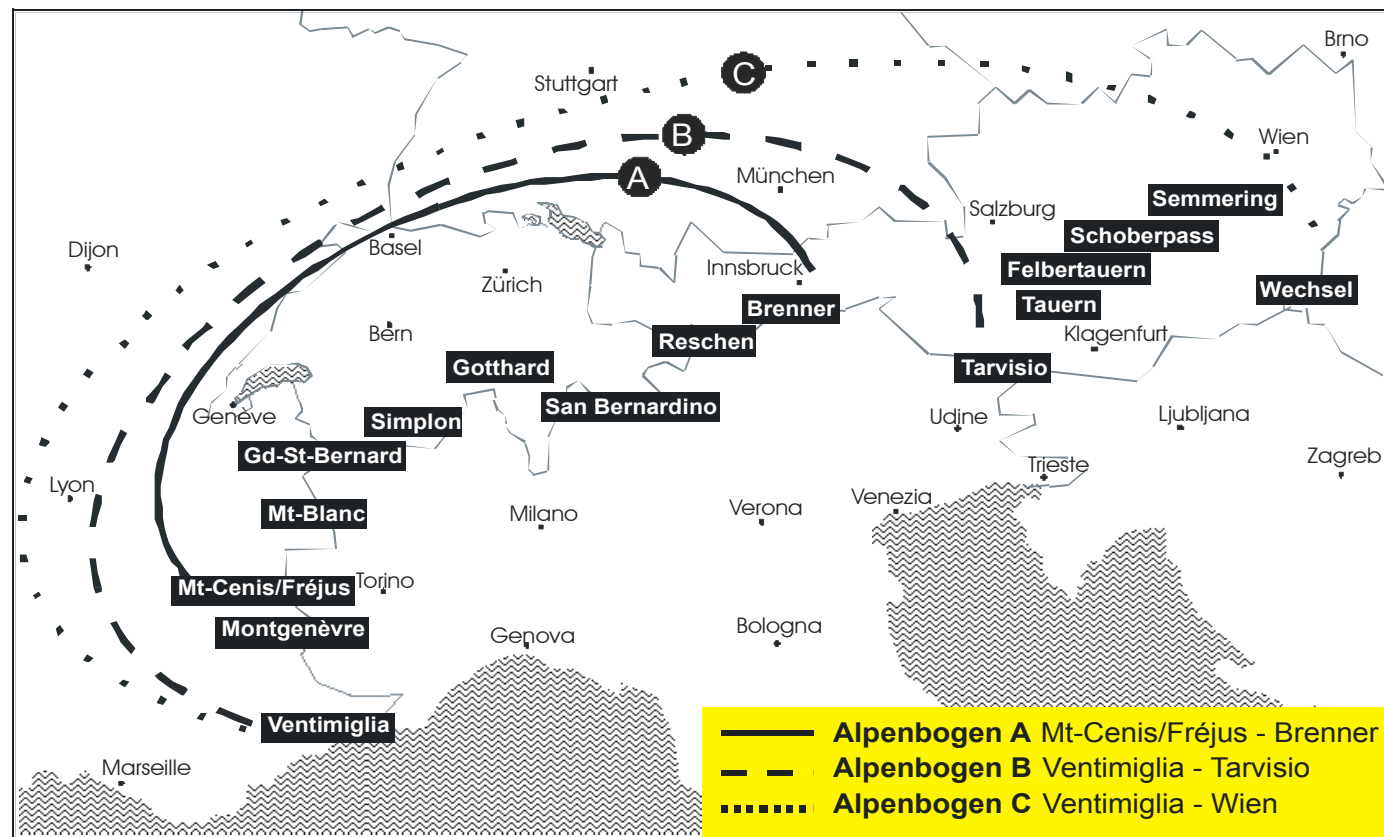 Brno
Stuttgart
C
B
Wien
A
München
Semmering
Salzburg
Schoberpass
Dijon
Basel
Innsbruck
Felbertauern
Zürich
Wechsel
Brenner
Tauern
Bern
Reschen
Klagenfurt
Gotthard
Tarvisio
Genève
San Bernardino
Simplon
Udine
Ljubljana
Gd-St-Bernard
Trieste
Zagreb
Lyon
Venezia
Mt-Blanc
Milano
Verona
Mt-Cenis/Fréjus
Torino
Montgenèvre
Genova
Bologna
Ventimiglia
Marseille
Alpenbogen A Mt-Cenis/Fréjus - Brenner
Alpenbogen B Ventimiglia - Tarvisio
Alpenbogen C Ventimiglia - Wien